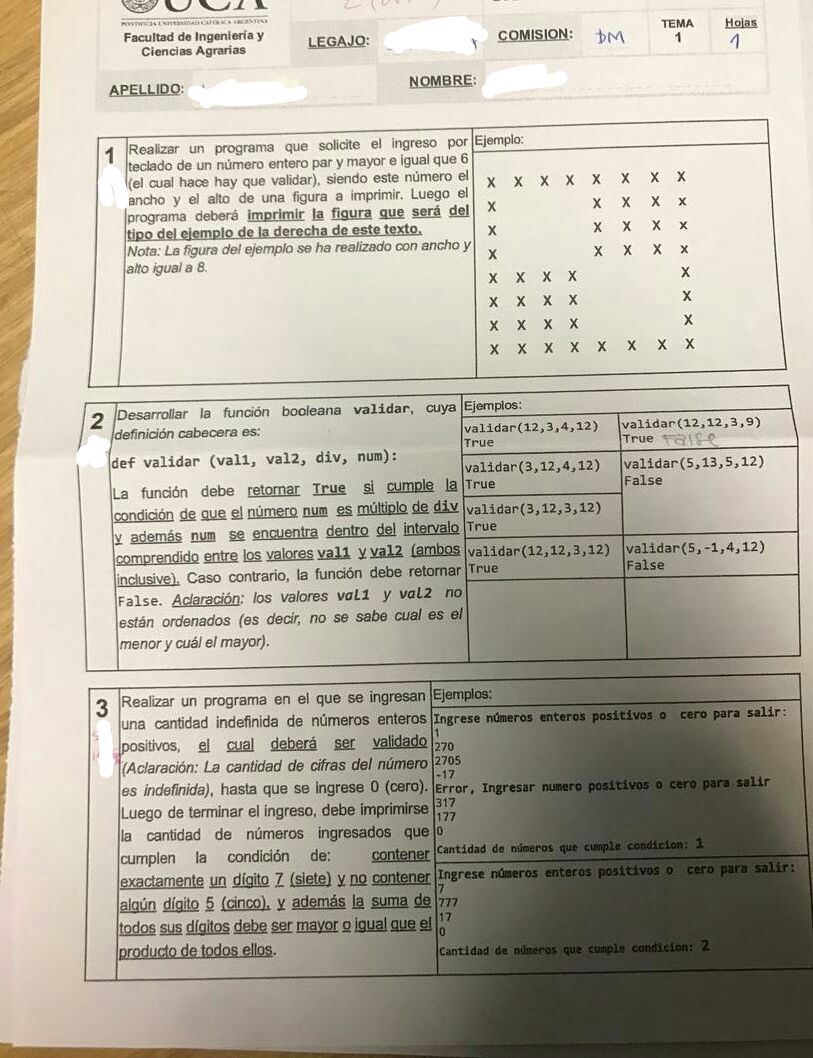 UCA
PONTIFICIA UNIVERSIDAD CATÓLICA ARGENTINA
Facultad de Ingeniería y
Ciencias Agrarias
LEGAJO:
COMISION: DM
TEMA
1
Hojas
1
APELLIDO:
NOMBRE:
1
Realizar un programa que solicite el ingreso por
teclado de un número entero par y mayor e igual que 6
(el cual hace hay que validar), siendo este número el
ancho y el alto de una figura a imprimir. Luego el
programa deberá imprimir la figura que será del
tipo del ejemplo de la derecha de este texto.
Nota: La figura del ejemplo se ha realizado con ancho y
alto igual a 8.
Ejemplo:
X X X X X X X X
X X X X X
X X X X X
X X X X X
X X X X X
X X X X X
X X X X X
X X X X X X X X
2
Desarrollar la función booleana validar, cuya
definición cabecera es:
def validar (val1, val2, div, num):
La función debe retornar True si cumple la
condición de que el número num es múltiplo de div
y además num se encuentra dentro del intervalo
comprendido entre los valores val1 y val2 (ambos
inclusive). Caso contrario, la función debe retornar
False. Aclaración: los valores val1 y val2 no
están ordenados (es decir, no se sabe cual es el
menor y cuál el mayor).
Ejemplos:
validar(12,3,4,12)
True
validar(12,12,3,9)
True False
validar(3,12,4,12)
True
validar(5,13,5,12)
False
validar(3,12,3,12)
True
validar(12,12,3,12)
True
validar(5,-1,4,12)
False
3
Realizar un programa en el que se ingresan
una cantidad indefinida de números enteros
positivos, el cual deberá ser validado
(Aclaración: La cantidad de cifras del número
es indefinida), hasta que se ingrese 0 (cero).
Luego de terminar el ingreso, debe imprimirse
la cantidad de números ingresados que
cumplen la condición de: contener
exactamente un dígito 7 (siete) y no contener
algún dígito 5 (cinco), y además la suma de
todos sus dígitos debe ser mayor o igual que el
producto de todos ellos.
Ejemplos:
Ingrese números enteros positivos o cero para salir:
1
270
2705
-17
Error, Ingresar numero positivos o cero para salir
317
177
0
Cantidad de números que cumple condicion: 1
Ingrese números enteros positivos o cero para salir:
7
777
17
0
Cantidad de números que cumple condicion: 2